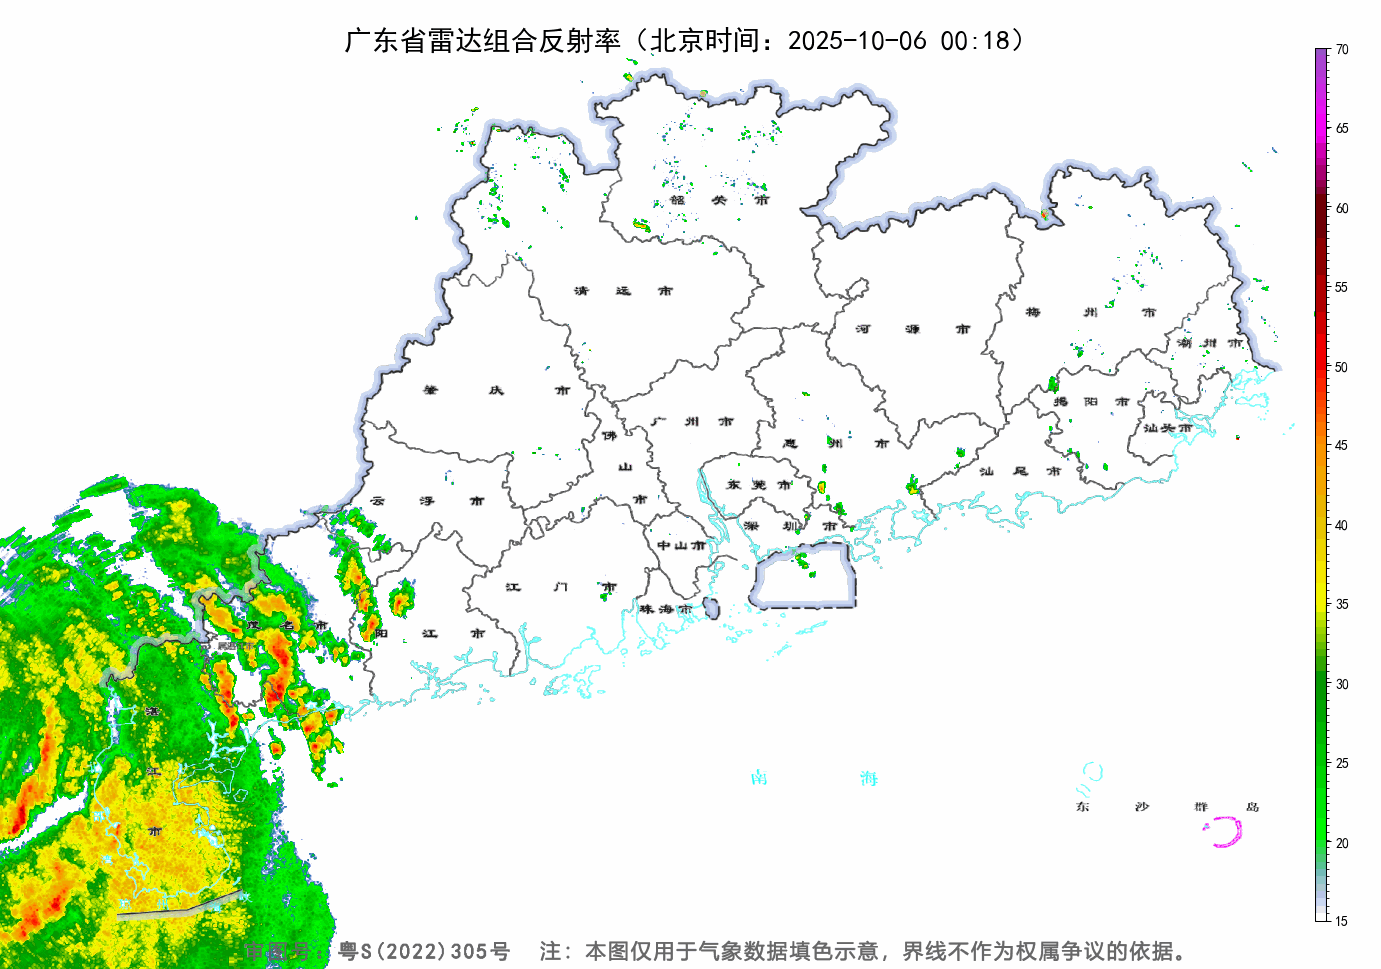 广东省雷达组合反射率（北京时间：2025-10-06 00:18）
70
65
60
55
50
45
40
35
30
25
20
15
韶关市
清远市
河源市
梅州市
潮州市
肇庆市
广州市
佛山市
惠州市
揭阳市
汕头市
云浮市
东莞市
汕尾市
深圳市
中山市
江门市
珠海市
茂名市
阳江市
湛江市
南海
东沙群岛
审图号：粤S(2022)305号 注：本图仅用于气象数据填色示意，界线不作为权属争议的依据。